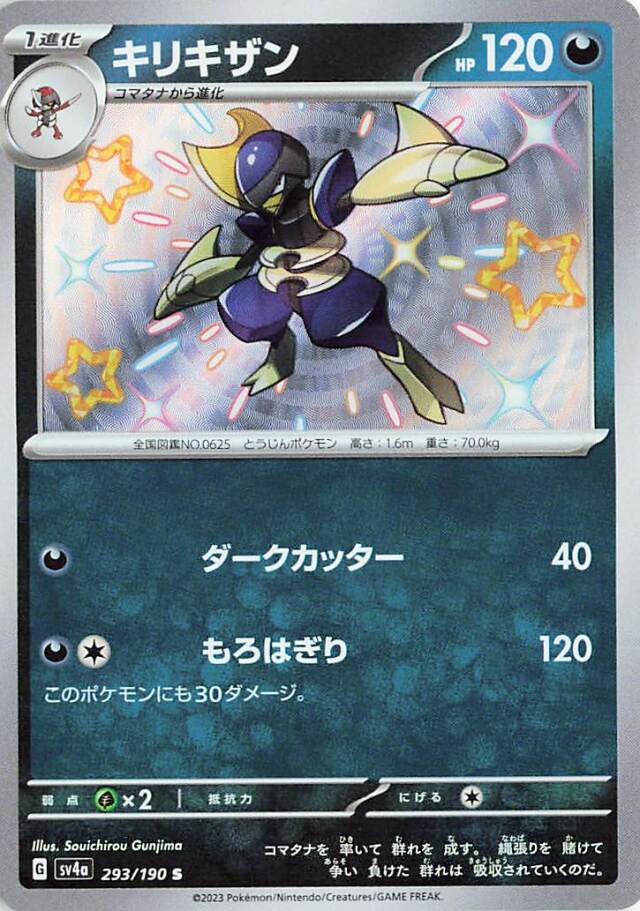 1進化 キリキザン HP 120
コマタナから進化
全国図鑑NO.0625 とうじんポケモン 高さ:1.6m 重さ:70.0kg
ダークカッター 40
もろはぎり 120
このポケモンにも30ダメージ。
弱点 ×2 抵抗力 にげる
Illus. Souichirou Gunjima
コマタナを率いて群れを成す。縄張りを賭けて
争い負けた群れは吸収されていくのだ。
G sv4a 293/190 S
©2023 Pokémon/Nintendo/Creatures/GAME FREAK.